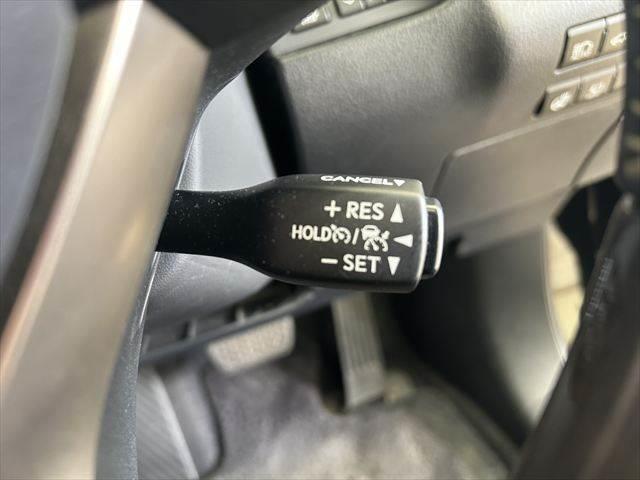 CANCEL
+ RES
HOLD /
- SET